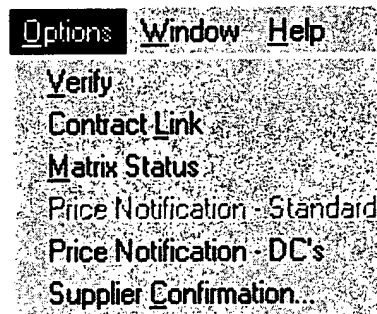 Options Window Help
Verify
Contract Link
Matrix Status
Price Notification - Standard
Price Notification - DC's
Supplier Confirmation...